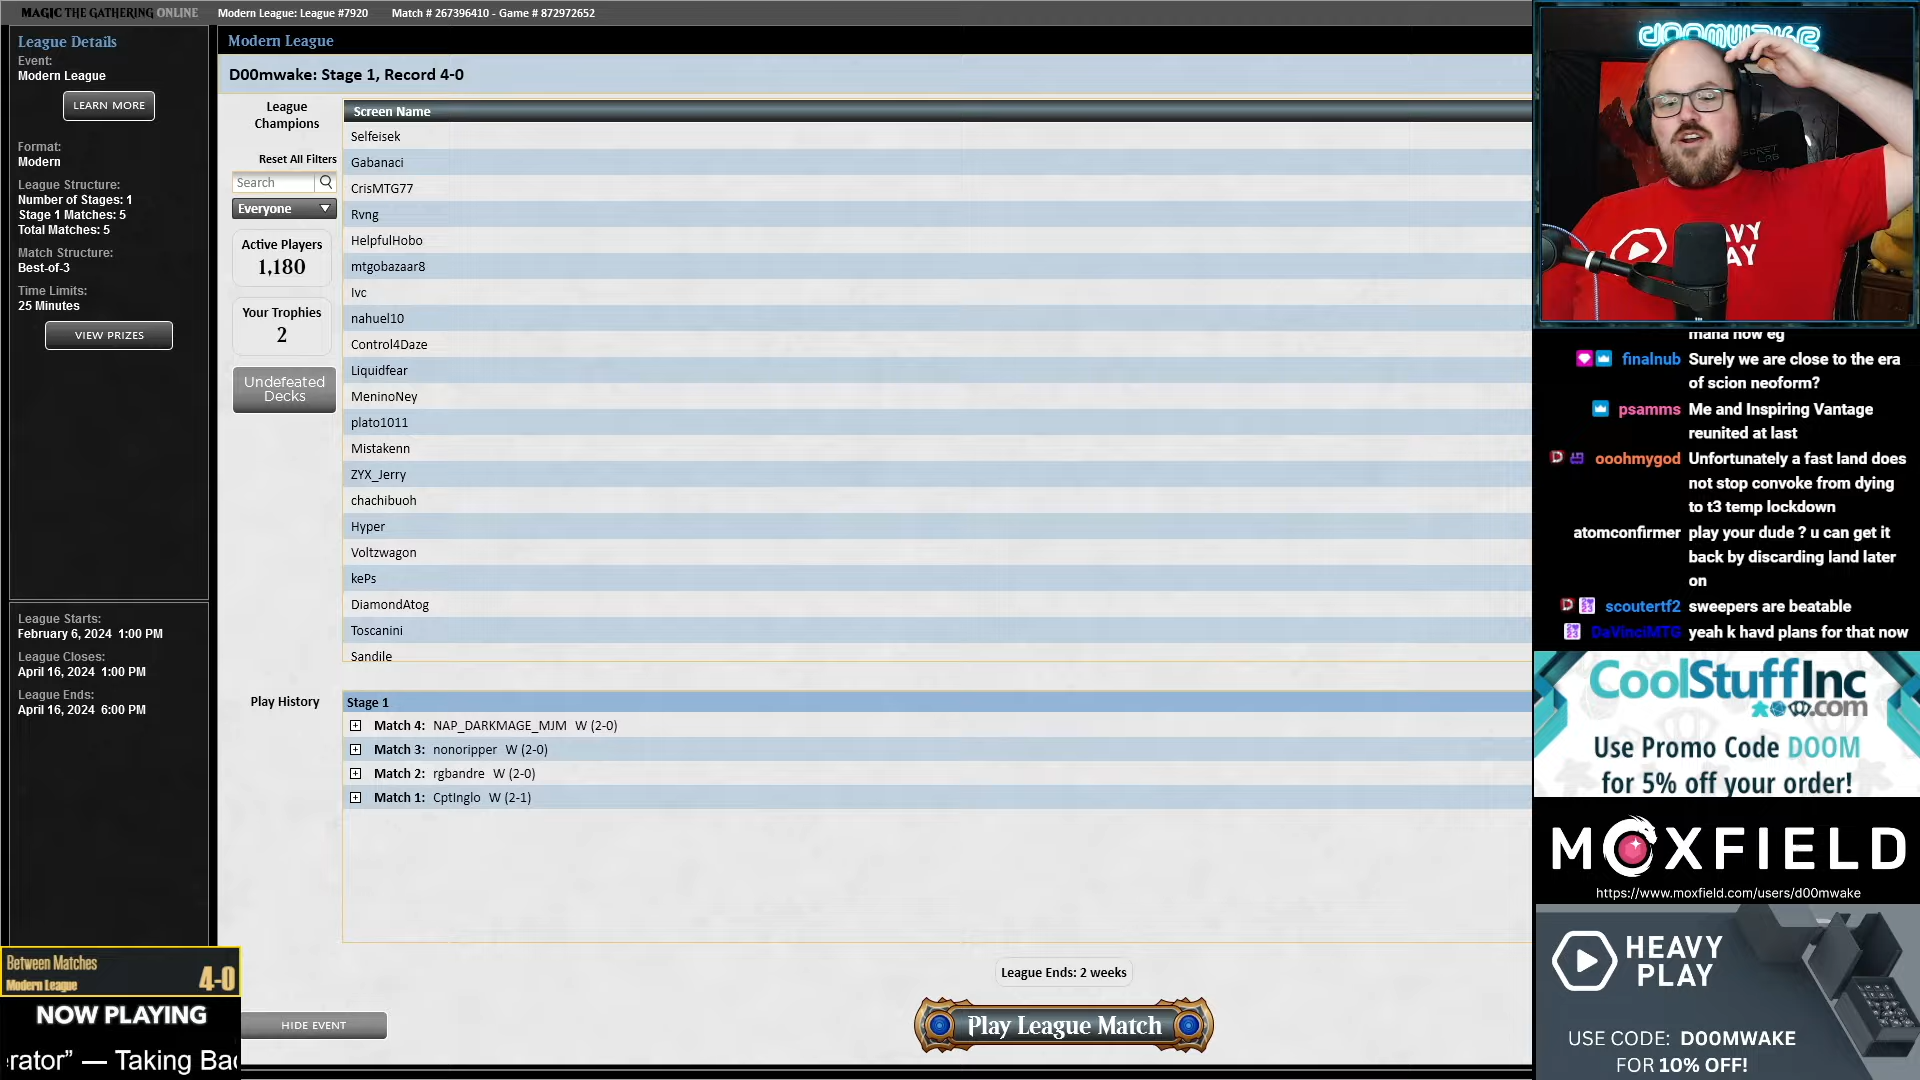 MAGIC THE GATHERING ONLINE
Modern League: League #7920
Match # 267396410 - Game # 872972652
League Details
Event:
Modern League
LEARN MORE
Format:
Modern
League Structure:
Number of Stages: 1
Stage 1 Matches: 5
Total Matches: 5
Match Structure:
Best-of-3
Time Limits:
25 Minutes
VIEW PRIZES
League Starts:
February 6, 2024 1:00 PM
League Closes:
April 16, 2024 1:00 PM
League Ends:
April 16, 2024 6:00 PM
Between Matches
Modern League
4-0
NOW PLAYING
erator” — Taking Bac
Modern League
D00mwake: Stage 1, Record 4-0
League
Champions
Reset All Filters
Search
Everyone
Active Players
1,180
Your Trophies
2
Undefeated
Decks
Screen Name
Selfeisek
Gabanaci
CrisMTG77
Rvng
HelpfulHobo
mtgobazaar8
Ivc
nahuel10
Control4Daze
Liquidfear
MeninoNey
plato1011
Mistakenn
ZYX_Jerry
chachibuoh
Hyper
Voltzwagon
kePs
DiamondAtog
Toscanini
Sandile
Play History
Stage 1
Match 4: NAP_DARKMAGE_MJM W (2-0)
Match 3: nonoripper W (2-0)
Match 2: rgbandre W (2-0)
Match 1: CptInglo W (2-1)
League Ends: 2 weeks
HIDE EVENT
Play League Match
doomwake
mana now eg
finalnub Surely we are close to the era
of scion neoform?
psamms Me and Inspiring Vantage
reunited at last
ooohmygod Unfortunately a fast land does
not stop convoke from dying
to t3 temp lockdown
atomconfirmer play your dude ? u can get it
back by discarding land later
on
scoutertf2 sweepers are beatable
DaVinciMTG yeah k havd plans for that now
CoolStuffInc
.com
Use Promo Code DOOM
for 5% off your order!
MOXFIELD
https://www.moxfield.com/users/d00mwake
HEAVY
PLAY
USE CODE: D00MWAKE
FOR 10% OFF!